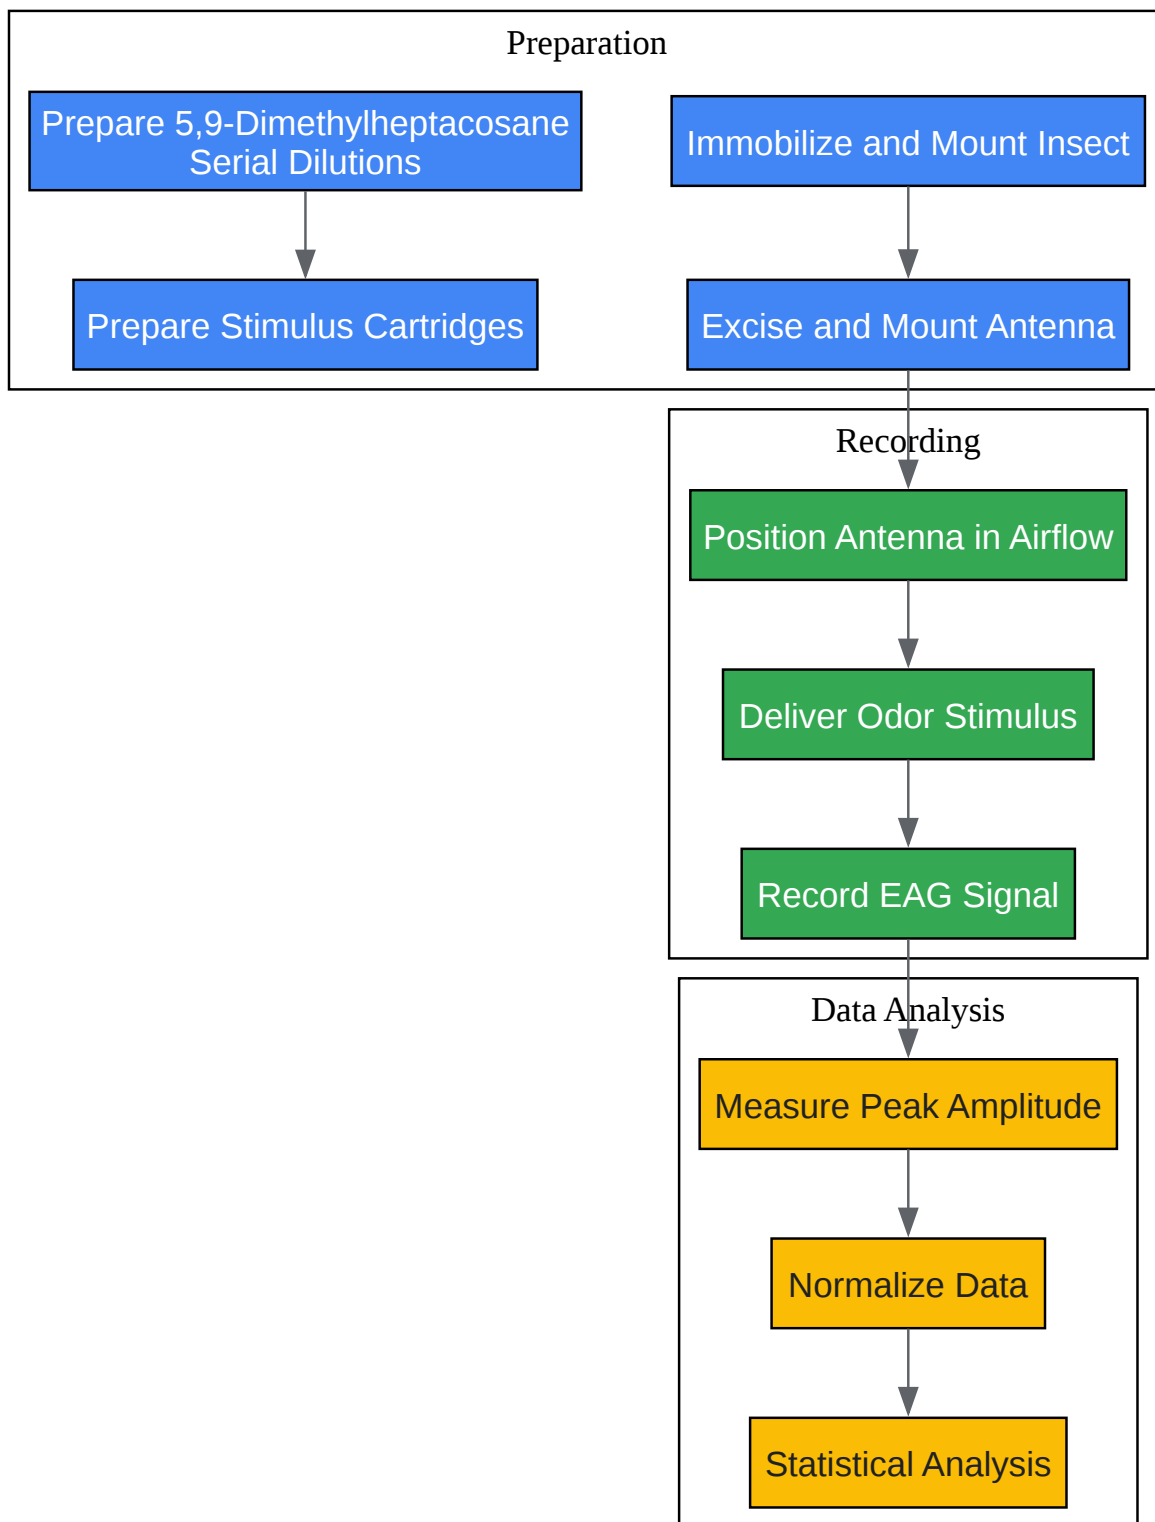 Preparation
Prepare 5,9-Dimethylheptacosane
Serial Dilutions
Immobilize and Mount Insect
Prepare Stimulus Cartridges
Excise and Mount Antenna
Recording
Position Antenna in Airflow
Deliver Odor Stimulus
Record EAG Signal
Data Analysis
Measure Peak Amplitude
Normalize Data
Statistical Analysis